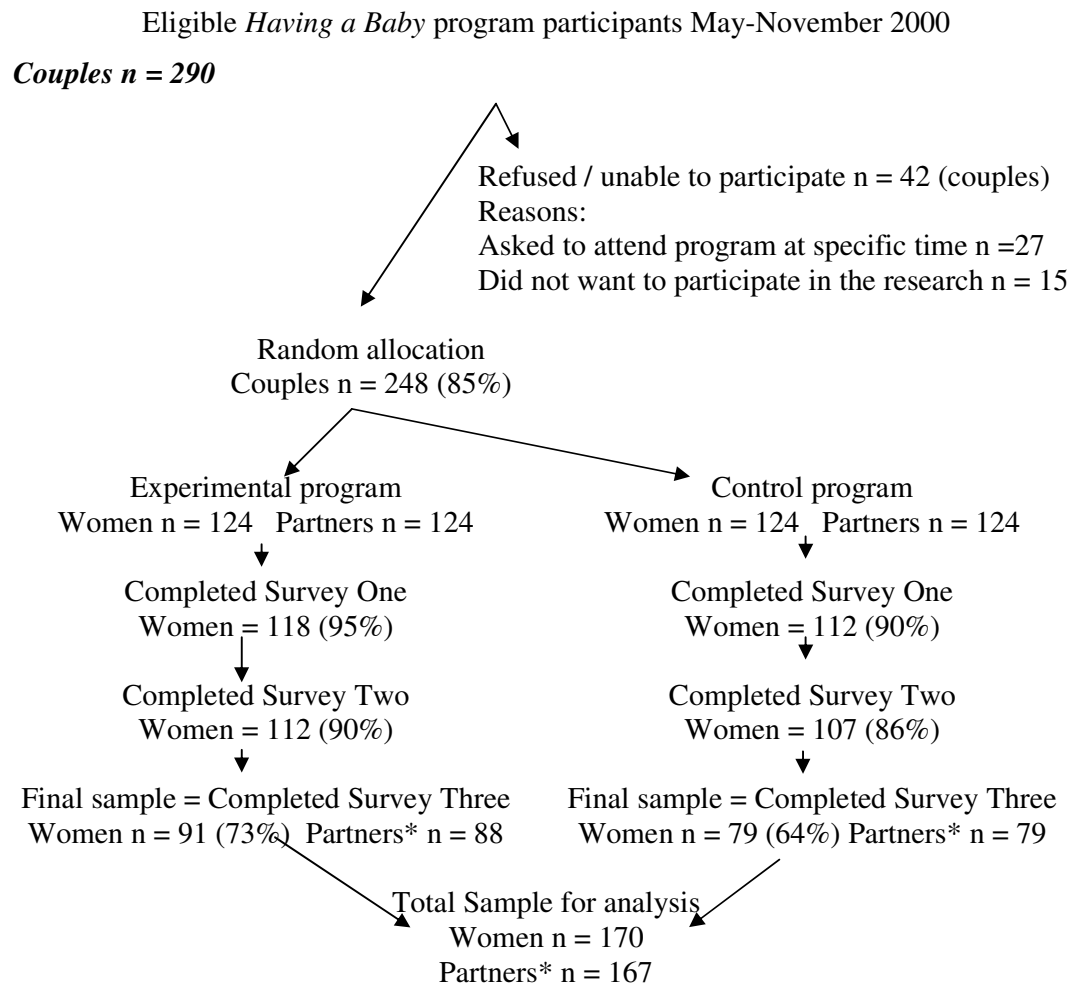 Eligible Having a Baby program participants May-November 2000
Couples n = 290
Refused / unable to participate n = 42 (couples)
Reasons:
Asked to attend program at specific time n =27
Did not want to participate in the research n = 15
Random allocation
Couples n = 248 (85%)
Experimental program
Women n = 124 Partners n = 124
Control program
Women n = 124 Partners n = 124
Completed Survey One
Women = 118 (95%)
Completed Survey One
Women = 112 (90%)
Completed Survey Two
Women = 112 (90%)
Completed Survey Two
Women = 107 (86%)
Final sample = Completed Survey Three
Women n = 91 (73%) Partners* n = 88
Final sample = Completed Survey Three
Women n = 79 (64%) Partners* n = 79
Total Sample for analysis
Women n = 170
Partners* n = 167